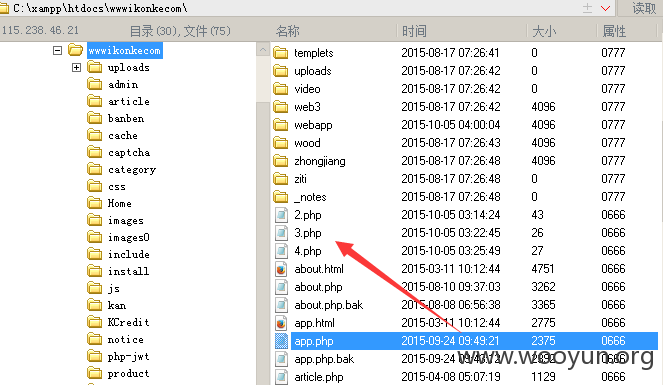 C:\xampp\htdocs\wwwikonkecom\ 读取
115.238.46.21 目录(30),文件(75) 名称 时间 大小 属性
wwwikonkecom
uploads
admin
article
banben
cache
captcha
category
css
Home
images
images0
include
install
js
kan
KCredit
notice
php-jwt
product
templets 2015-08-17 07:26:41 0 0777
uploads 2015-08-17 07:26:42 0 0777
video 2015-08-17 07:26:42 0 0777
web3 2015-08-17 07:26:42 4096 0777
webapp 2015-10-05 04:00:04 4096 0777
wood 2015-08-17 07:26:43 4096 0777
zhongjiang 2015-08-17 07:26:48 4096 0777
ziti 2015-08-17 07:26:48 0 0777
_notes 2015-08-17 07:26:48 0 0777
2.php 2015-10-05 03:14:24 43 0666
3.php 2015-10-05 03:22:45 26 0666
4.php 2015-10-05 03:25:49 27 0666
about.html 2015-03-11 10:12:44 4751 0666
about.php 2015-08-10 09:37:03 3262 0666
about.php.bak 2015-08-08 06:56:38 3365 0666
app.html 2015-03-11 10:12:44 2775 0666
app.php 2015-09-24 09:49:21 2375 0666
app.php.bak 2015-09-24 0666
article.php 2015-05-04 05:07:19 1129 0666
www.wooyun.org